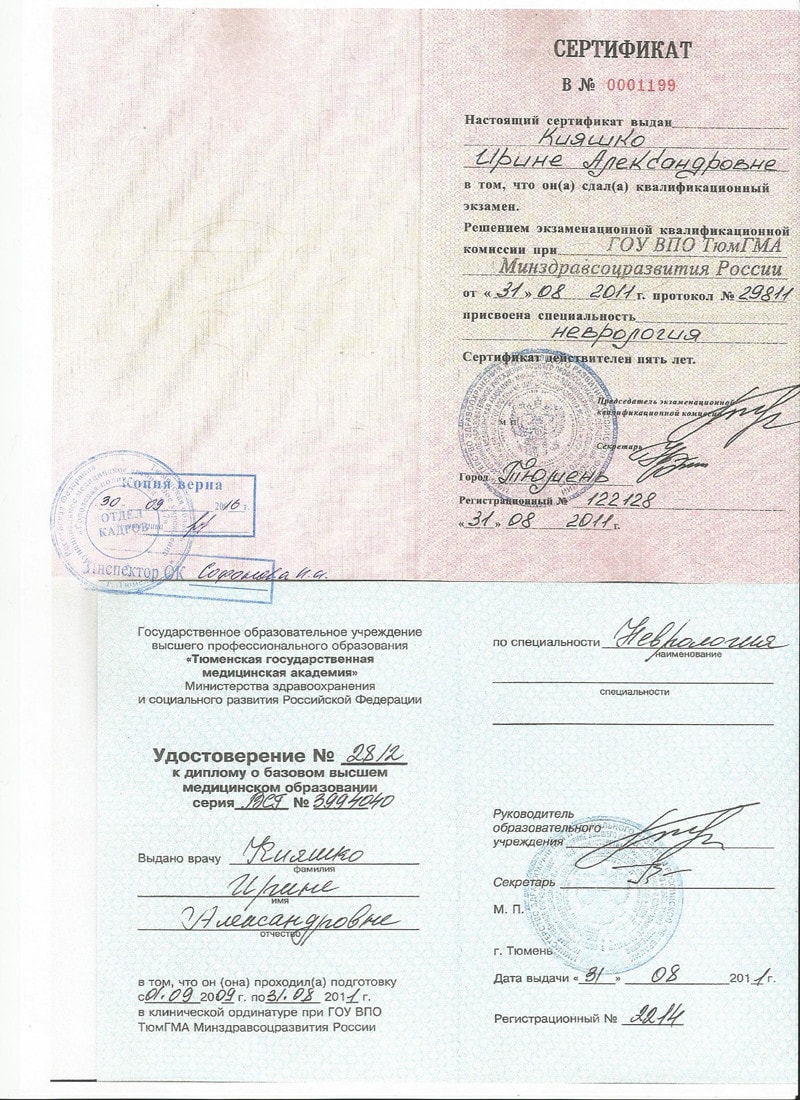 СЕРТИФИКАТ
В № 0001199
Настоящий сертификат выдан
Кияшко
Ирине Александровне
в том, что он(а) сдал(а) квалификационный
экзамен.
Решением экзаменационной квалификационной
комиссии при ГОУ ВПО ТюмГМА
Минздравсоцразвития России
от «31» 08 2011 г. протокол № 29811
присвоена специальность
неврология
Сертификат действителен пять лет.
Председатель экзаменационной
квалификационной комиссии
М П
Секретарь
Город Тюмень
Регистрационный № 122128
«31» 08 2011 г.
Копия верна
30 09 2016 г.
ОТДЕЛ
КАДРОВ
Инспектор ОК
Государственное образовательное учреждение
высшего профессионального образования
«Тюменская государственная
медицинская академия»
Министерства здравоохранения
и социального развития Российской Федерации
Удостоверение № 2812
к диплому о базовом высшем
медицинском образовании
серия ВСГ № 3994040
Выдано врачу Кияшко
фамилия
Ирине
имя
Александровне
отчество
в том, что он (она) проходил(а) подготовку
с 01.09 2009 г. по 31.08 2011 г.
в клинической ординатуре при ГОУ ВПО
ТюмГМА Минздравсоцразвития России
по специальности Неврология
наименование
специальности
Руководитель
образовательного
учреждения
Секретарь
М. П.
г. Тюмень
Дата выдачи «31» 08 2011 г.
Регистрационный № 2214